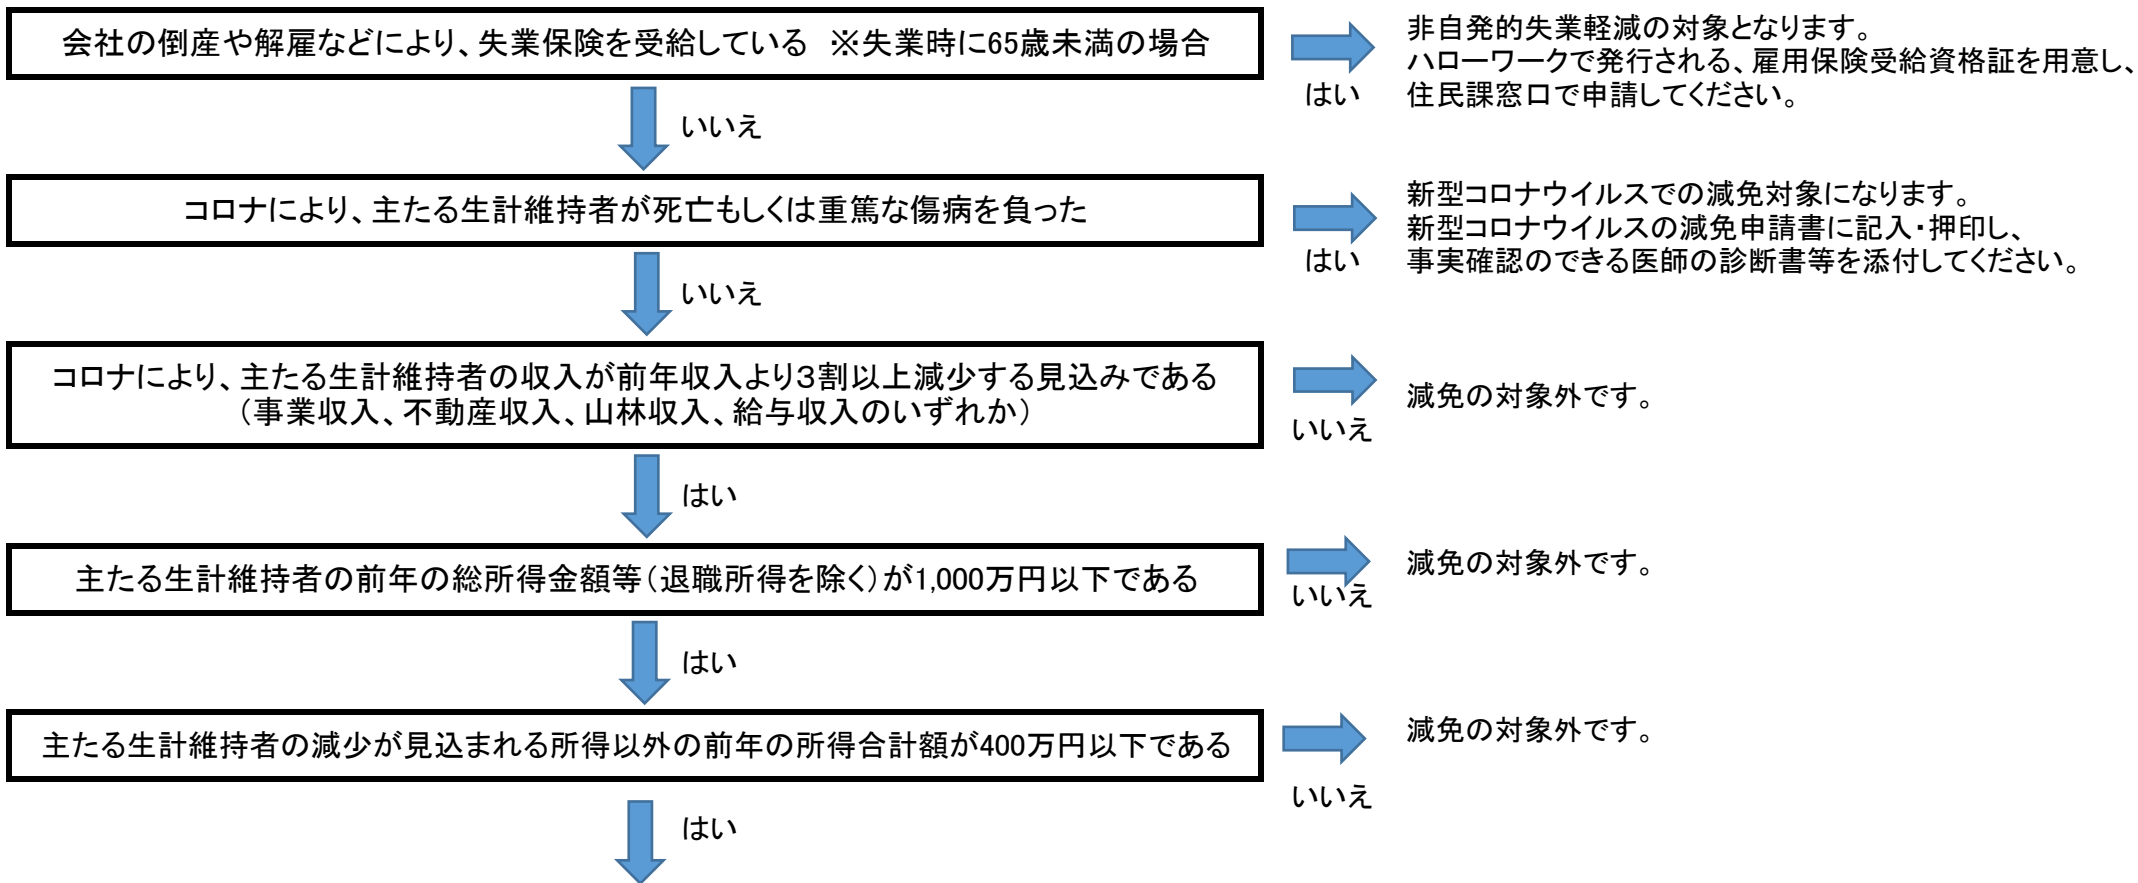 会社の倒産や解雇などにより、失業保険を受給している ※失業時に65歳未満の場合
非自発的失業軽減の対象となります。
ハローワークで発行される、雇用保険受給資格証を用意し、
住民課窓口で申請してください。
はい
いいえ
コロナにより、主たる生計維持者が死亡もしくは重篤な傷病を負った
新型コロナウイルスでの減免対象になります。
新型コロナウイルスの減免申請書に記入・押印し、
事実確認のできる医師の診断書等を添付してください。
はい
いいえ
コロナにより、主たる生計維持者の収入が前年収入より３割以上減少する見込みである
（事業収入、不動産収入、山林収入、給与収入のいずれか）
減免の対象外です。
いいえ
はい
主たる生計維持者の前年の総所得金額等（退職所得を除く）が1,000万円以下である
減免の対象外です。
いいえ
はい
主たる生計維持者の減少が見込まれる所得以外の前年の所得合計額が400万円以下である
減免の対象外です。
いいえ
はい